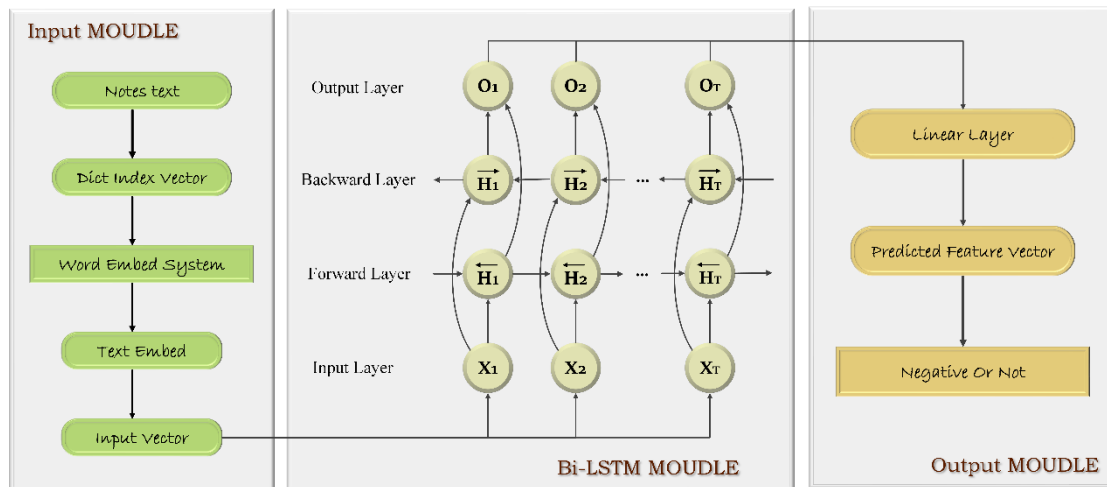 Input MOUDLE
Notes text
Dict Index Vector
Word Embed System
Text Embed
Input Vector
Output Layer
O1 O2 OT
Backward Layer
H1 H2 ... HT
Forward Layer
H1 H2 ... HT
Input Layer
X1 X2 XT
Bi-LSTM MOUDLE
Linear Layer
Predicted Feature Vector
Negative Or Not
Output MOUDLE